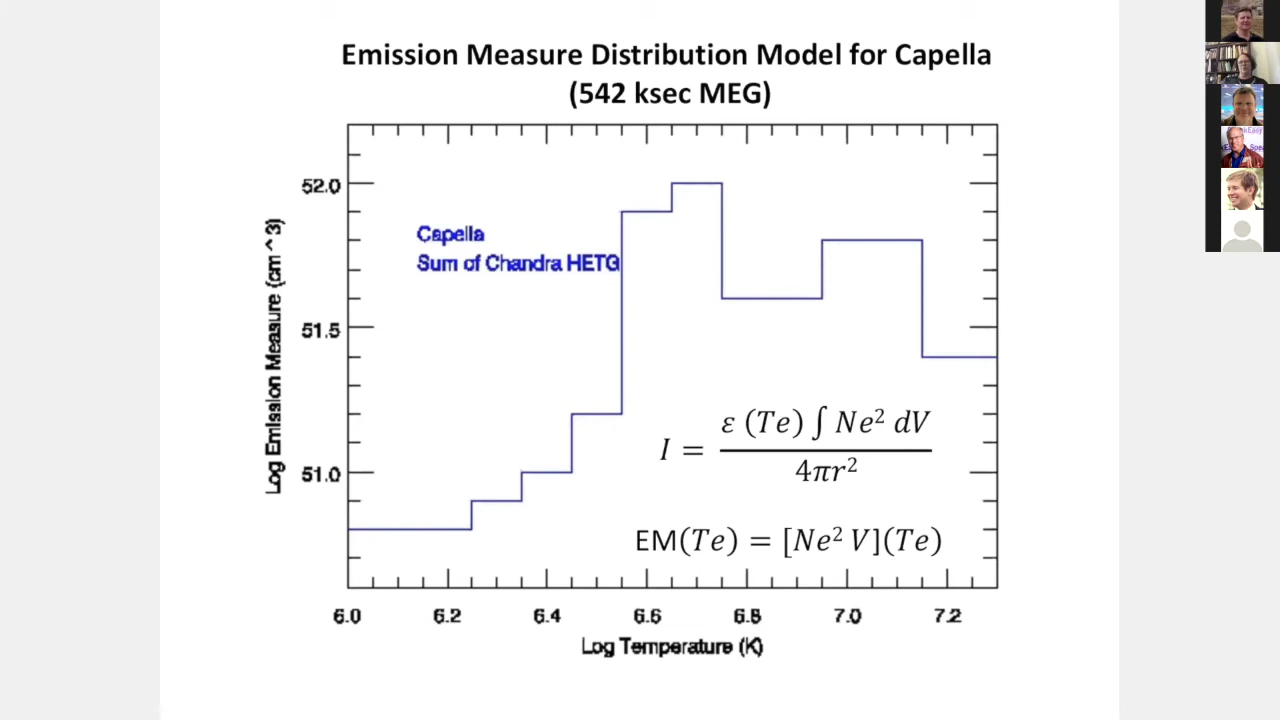 Emission Measure Distribution Model for Capella
(542 ksec MEG)
52.0
51.5
51.0
Log Emission Measure (cm^3)
Capella
Sum of Chandra HETG
I = ε (Te) ∫ Ne² dV / 4πr²
EM(Te) = [Ne² V](Te)
6.0 6.2 6.4 6.6 6.8 7.0 7.2
Log Temperature (K)